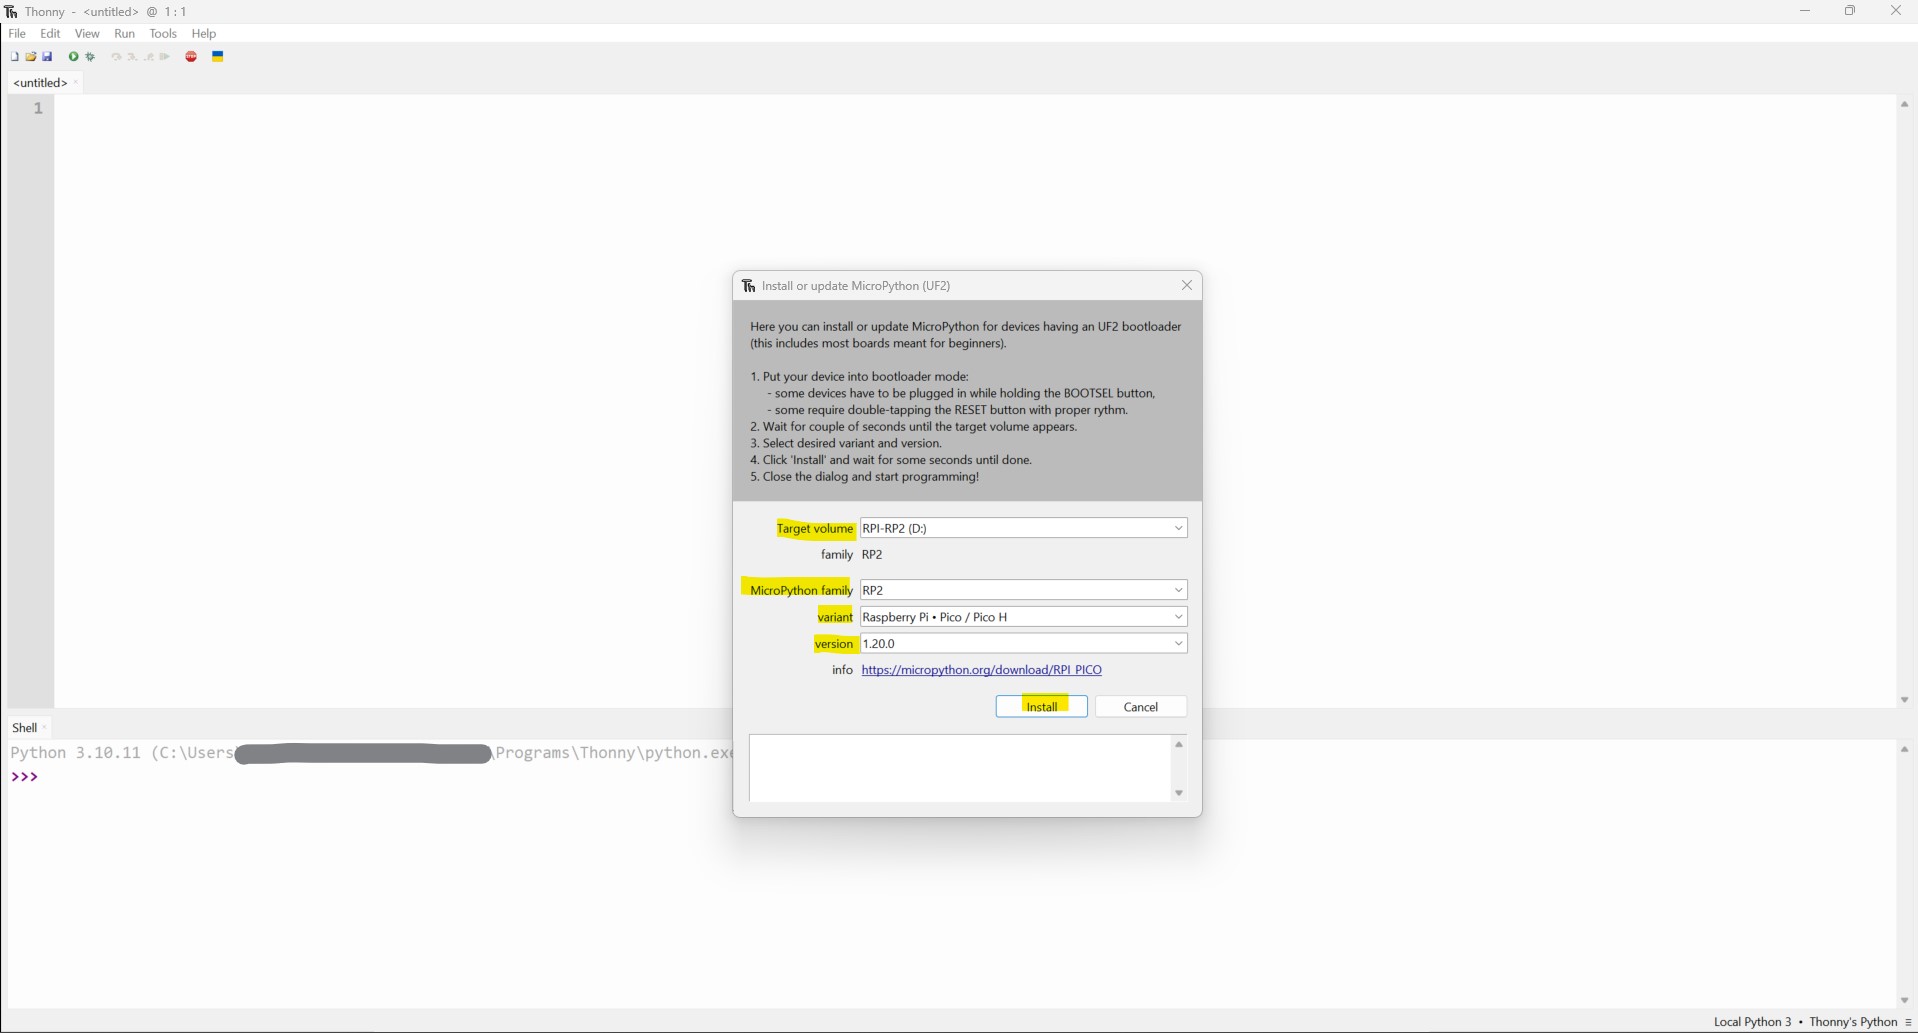 Thonny - <untitled> @ 1:1
File Edit View Run Tools Help
STOP
<untitled>
1
Install or update MicroPython (UF2)
Here you can install or update MicroPython for devices having an UF2 bootloader
(this includes most boards meant for beginners).
1. Put your device into bootloader mode:
- some devices have to be plugged in while holding the BOOTSEL button,
- some require double-tapping the RESET button with proper rythm.
2. Wait for couple of seconds until the target volume appears.
3. Select desired variant and version.
4. Click 'Install' and wait for some seconds until done.
5. Close the dialog and start programming!
Target volume RPI-RP2 (D:)
family RP2
MicroPython family RP2
variant Raspberry Pi • Pico / Pico H
version 1.20.0
info https://micropython.org/download/RPI_PICO
Install Cancel
Shell
Python 3.10.11 (C:\Users \Programs\Thonny\python.exe
>>>
Local Python 3 • Thonny's Python ≡